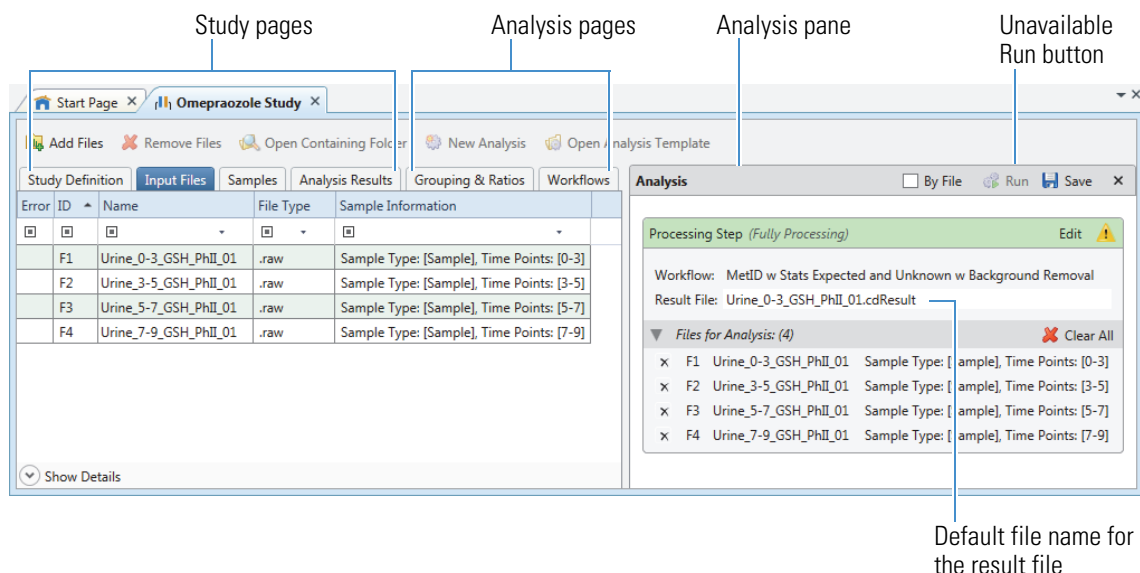 Study pages
Analysis pages
Analysis pane
Unavailable
Run button
Start Page
Omepraozole Study
Add Files Remove Files Open Containing Folder New Analysis Open Analysis Template
Study Definition Input Files Samples Analysis Results Grouping & Ratios Workflows
Error ID Name File Type Sample Information
F1 Urine_0-3_GSH_PhII_01 .raw Sample Type: [Sample], Time Points: [0-3]
F2 Urine_3-5_GSH_PhII_01 .raw Sample Type: [Sample], Time Points: [3-5]
F3 Urine_5-7_GSH_PhII_01 .raw Sample Type: [Sample], Time Points: [5-7]
F4 Urine_7-9_GSH_PhII_01 .raw Sample Type: [Sample], Time Points: [7-9]
Show Details
Analysis By File Run Save
Processing Step (Fully Processing) Edit
Workflow: MetID w Stats Expected and Unknown w Background Removal
Result File: Urine_0-3_GSH_PhII_01.cdResult
Files for Analysis: (4) Clear All
F1 Urine_0-3_GSH_PhII_01 Sample Type: [Sample], Time Points: [0-3]
F2 Urine_3-5_GSH_PhII_01 Sample Type: [Sample], Time Points: [3-5]
F3 Urine_5-7_GSH_PhII_01 Sample Type: [Sample], Time Points: [5-7]
F4 Urine_7-9_GSH_PhII_01 Sample Type: [Sample], Time Points: [7-9]
Default file name for
the result file